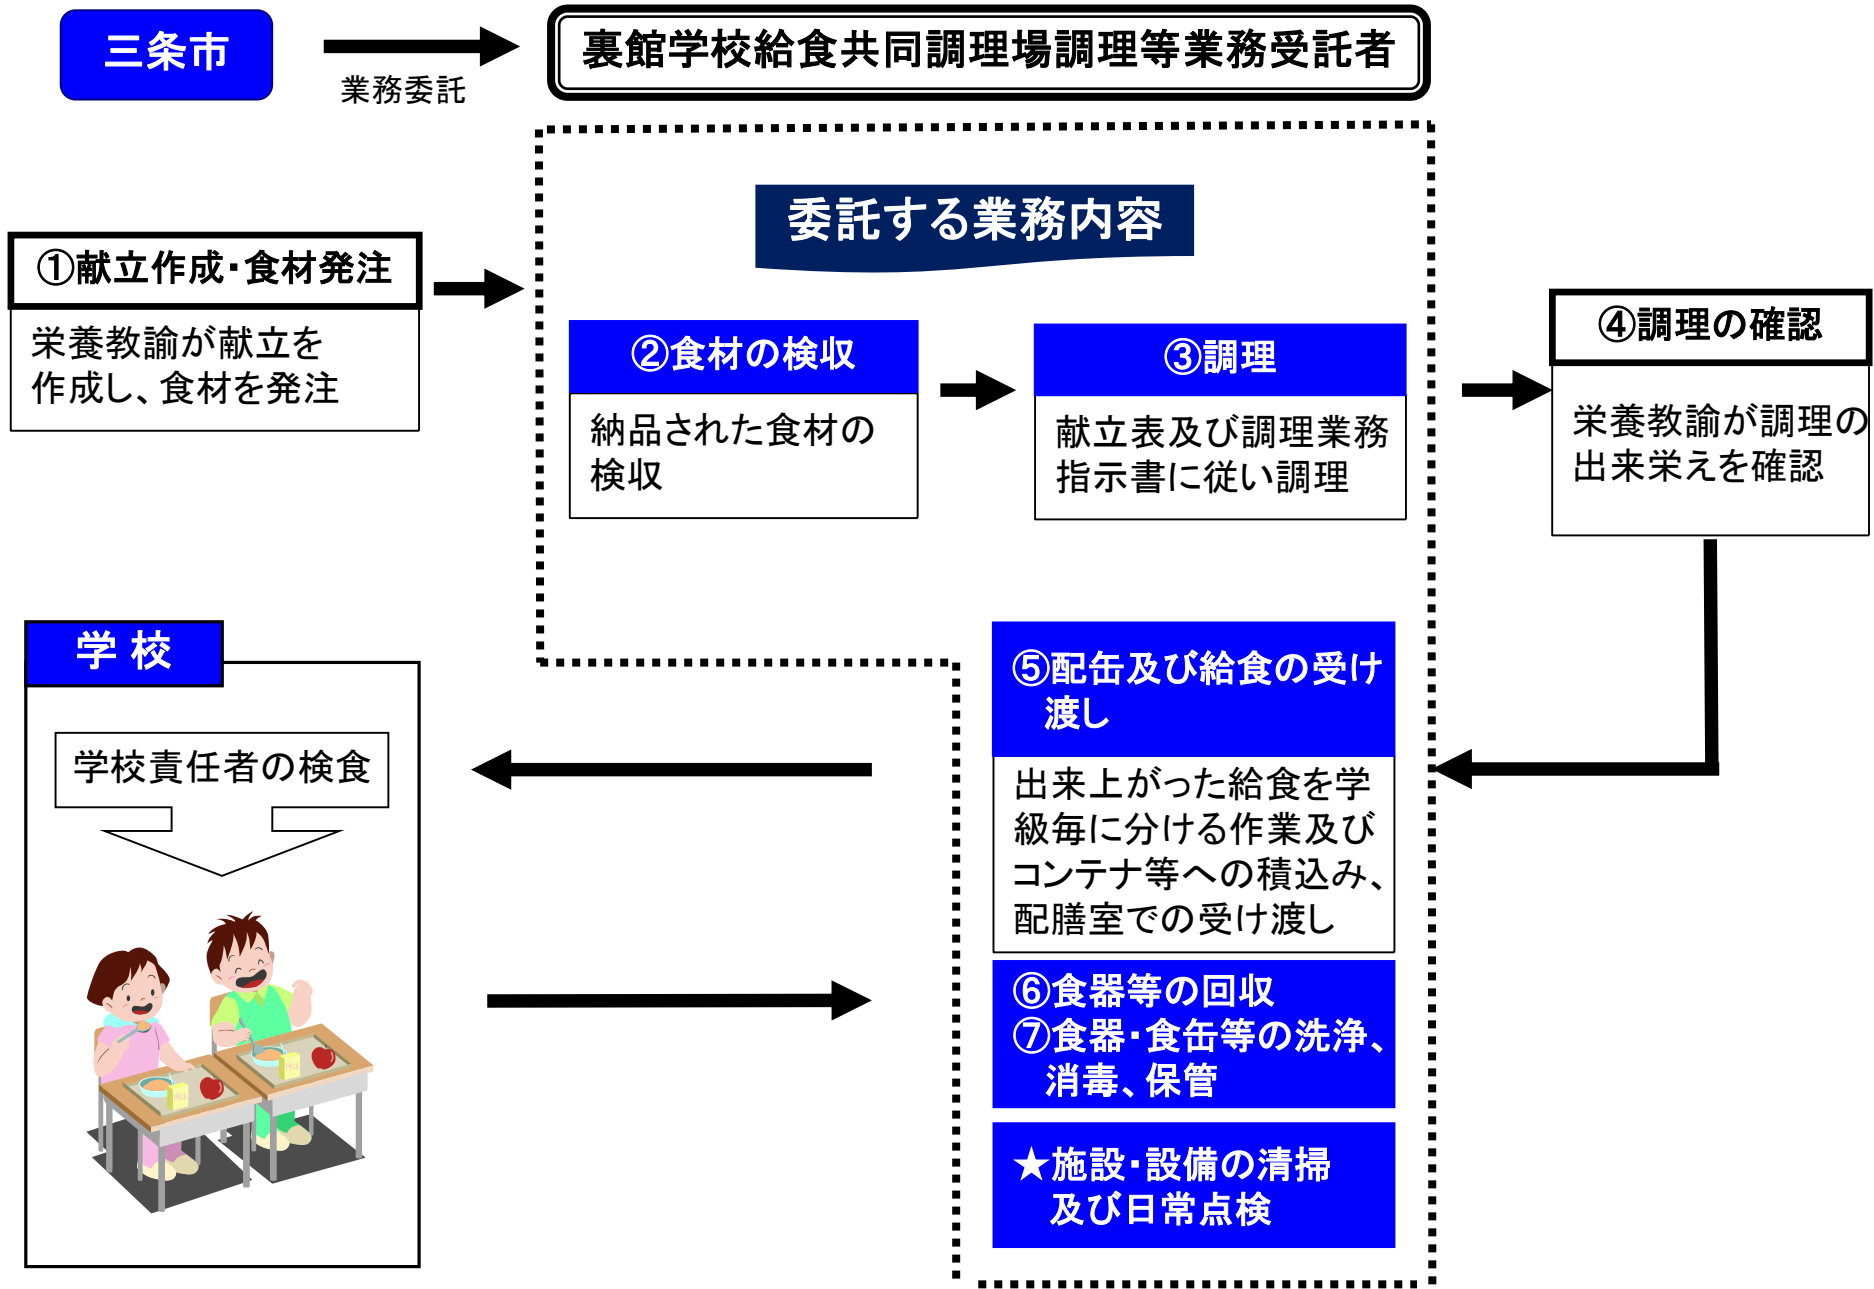 三条市
業務委託
裏館学校給食共同調理場調理等業務受託者
委託する業務内容
①献立作成・食材発注
栄養教諭が献立を
作成し、食材を発注
②食材の検収
納品された食材の
検収
③調理
献立表及び調理業務
指示書に従い調理
④調理の確認
栄養教諭が調理の
出来栄えを確認
⑤配缶及び給食の受け
渡し
出来上がった給食を学
級毎に分ける作業及び
コンテナ等への積込み、
配膳室での受け渡し
⑥食器等の回収
⑦食器・食缶等の洗浄、
消毒、保管
★施設・設備の清掃
及び日常点検
学 校
学校責任者の検食
Milk
Milk